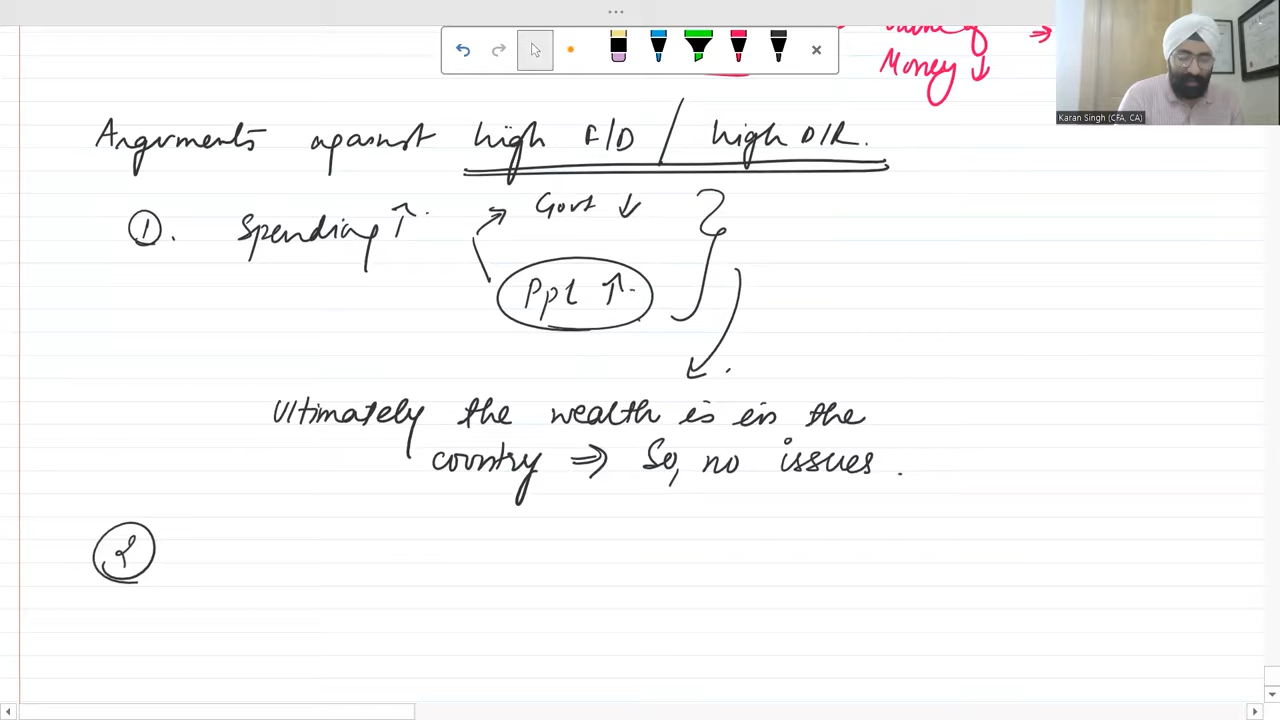 Money ↓
Karan Singh (CFA, CA)
Arguments against high F/D / high D/R.
①. Spending ↑ Govt ↓
Ppl ↑
Ultimately the wealth is in the
country ⇒ So, no issues.
②